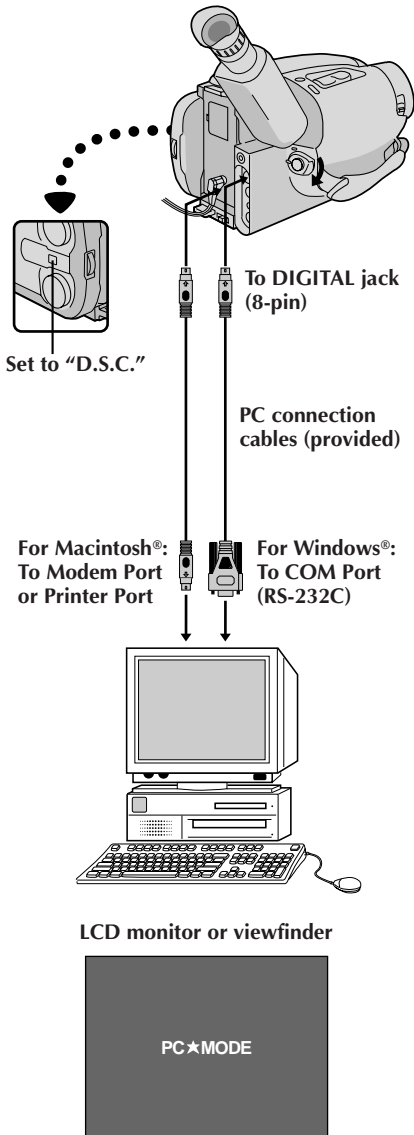 To DIGITAL jack
(8-pin)
Set to “D.S.C.”
PC connection
cables (provided)
For Macintosh®:
To Modem Port
or Printer Port
For Windows®:
To COM Port
(RS-232C)
LCD monitor or viewfinder
PC★MODE